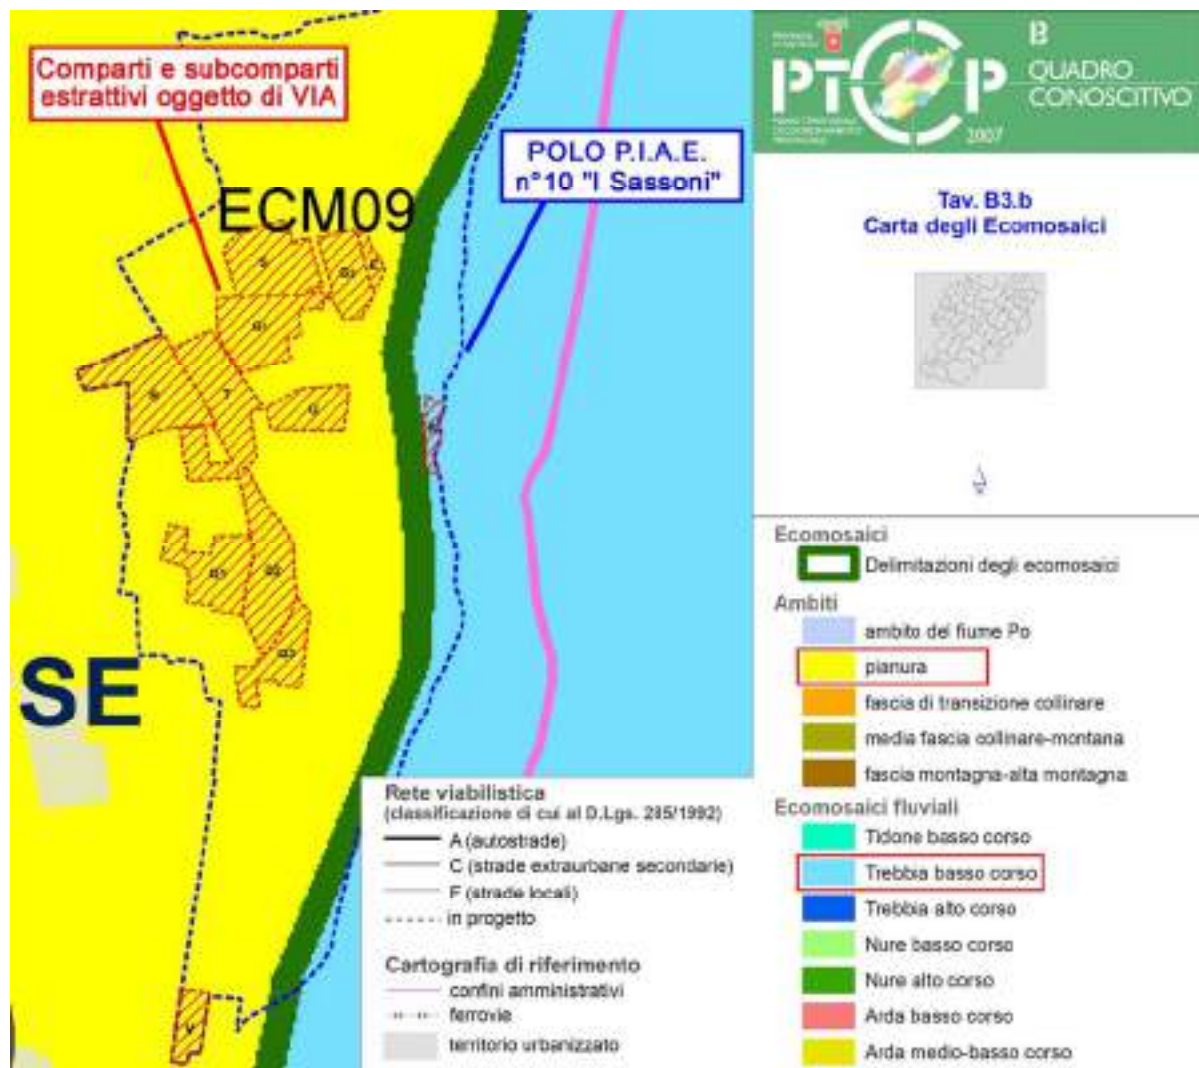 Comparti e subcomparti
estrattivi oggetto di VIA
ECM09
POLO P.I.A.E.
n°10 "I Sassoni"
SE
S
T
G
V
PTCP
2007
B
QUADRO
CONOSCITIVO
Tav. B3.b
Carta degli Ecomosaici
Ecomosaici
Delimitazioni degli ecomosaici
Ambiti
ambito del fiume Po
pianura
fascia di transizione collinare
media fascia collinare-montana
fascia montagna-alta montagna
Ecomosaici fluviali
Tidone basso corso
Trebbia basso corso
Trebbia alto corso
Nure basso corso
Nure alto corso
Arda basso corso
Arda medio-basso corso
Rete viabilistica
(classificazione di cui al D.Lgs. 285/1992)
A (autostrade)
C (strade extraurbane secondarie)
F (strade locali)
in progetto
Cartografia di riferimento
confini amministrativi
ferrovie
territorio urbanizzato